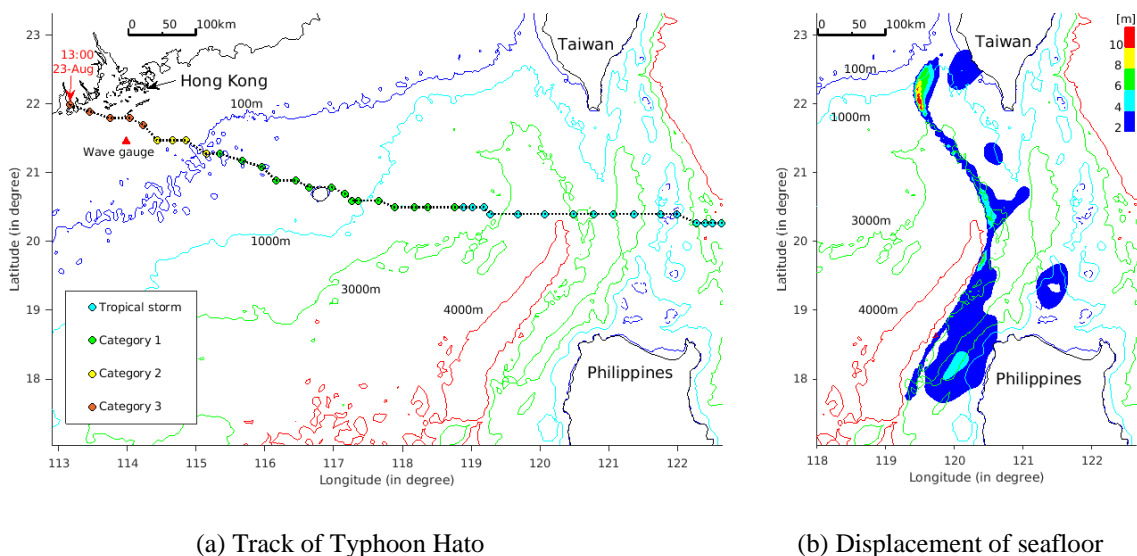 0 50 100km
23
22
21
20
19
18
Latitude (in degree)
13:00
23-Aug
Hong Kong
Taiwan
100m
Wave gauge
1000m
3000m
4000m
Philippines
Tropical storm
Category 1
Category 2
Category 3
113 114 115 116 117 118 119 120 121 122
Longitude (in degree)
(a) Track of Typhoon Hato
0 50 100km
23
22
21
20
19
18
Latitude (in degree)
Taiwan
100m
1000m
3000m
4000m
Philippines
[m]
10
8
6
4
2
118 119 120 121 122
Longitude (in degree)
(b) Displacement of seafloor